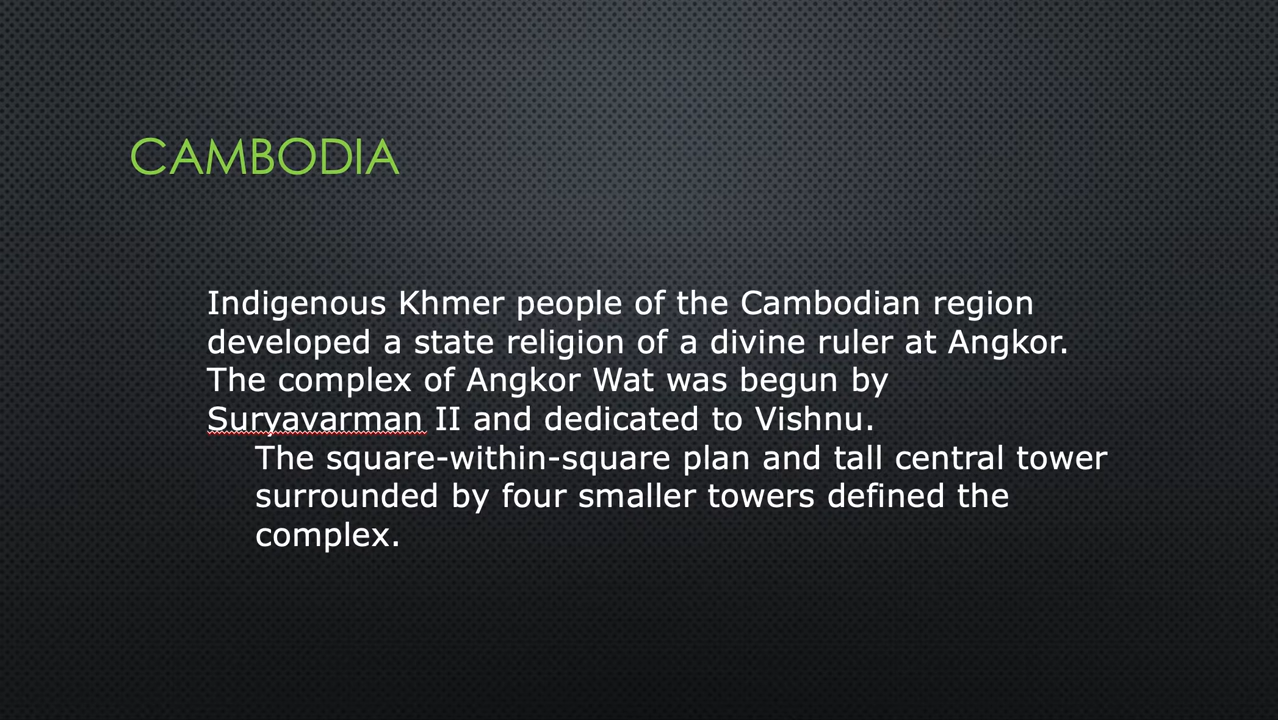 CAMBODIA
Indigenous Khmer people of the Cambodian region
developed a state religion of a divine ruler at Angkor.
The complex of Angkor Wat was begun by
Suryavarman II and dedicated to Vishnu.
The square-within-square plan and tall central tower
surrounded by four smaller towers defined the
complex.